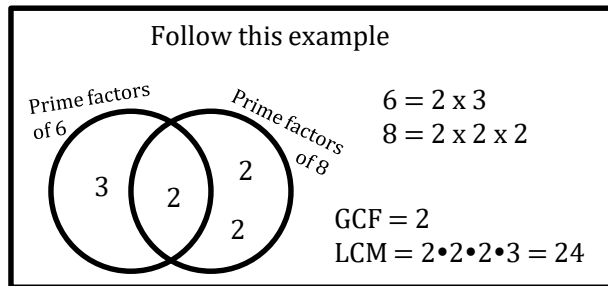 Follow this example
Prime factors
of 6
Prime factors
of 8
3
2
2
2
6 = 2 x 3
8 = 2 x 2 x 2
GCF = 2
LCM = 2•2•2•3 = 24